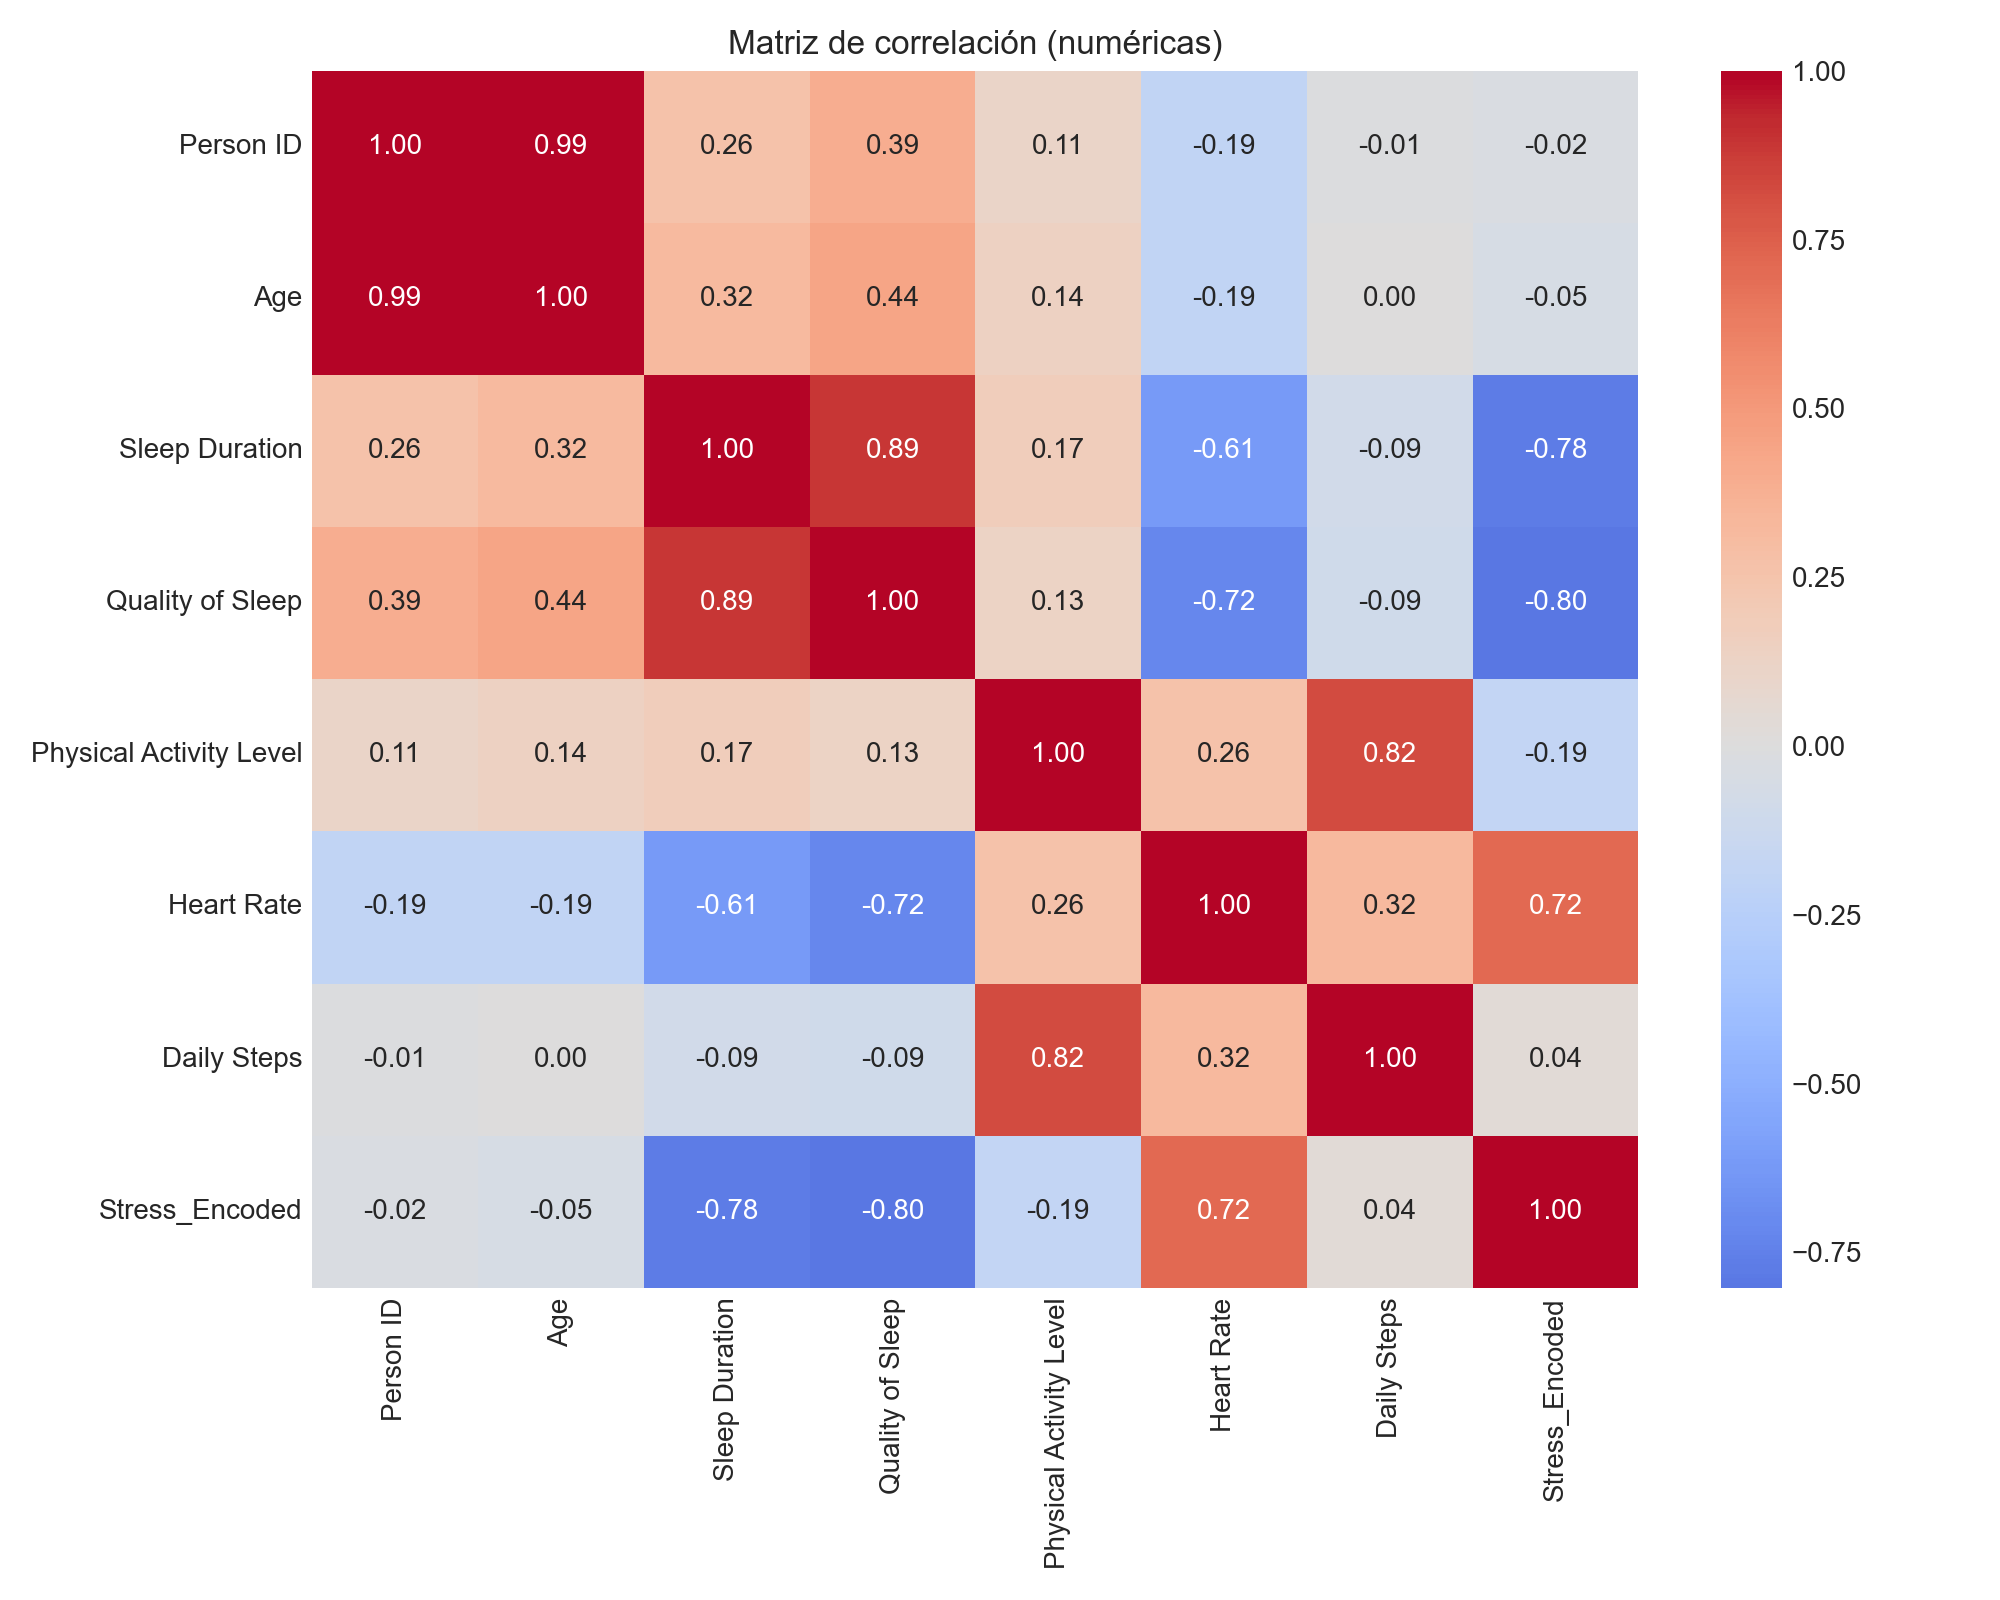 Matriz de correlación (numéricas)
Person ID 1.00 0.99 0.26 0.39 0.11 -0.19 -0.01 -0.02
Age 0.99 1.00 0.32 0.44 0.14 -0.19 0.00 -0.05
Sleep Duration 0.26 0.32 1.00 0.89 0.17 -0.61 -0.09 -0.78
Quality of Sleep 0.39 0.44 0.89 1.00 0.13 -0.72 -0.09 -0.80
Physical Activity Level 0.11 0.14 0.17 0.13 1.00 0.26 0.82 -0.19
Heart Rate -0.19 -0.19 -0.61 -0.72 0.26 1.00 0.32 0.72
Daily Steps -0.01 0.00 -0.09 -0.09 0.82 0.32 1.00 0.04
Stress_Encoded -0.02 -0.05 -0.78 -0.80 -0.19 0.72 0.04 1.00
Person ID
Age
Sleep Duration
Quality of Sleep
Physical Activity Level
Heart Rate
Daily Steps
Stress_Encoded
1.00
0.75
0.50
0.25
0.00
−0.25
−0.50
−0.75